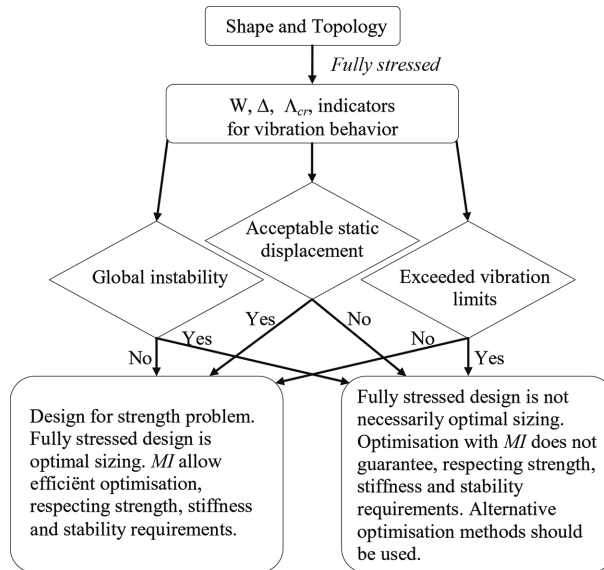 Shape and Topology
Fully stressed
W, Δ, Λcr, indicators
for vibration behavior
Acceptable static
displacement
Global instability
Exceeded vibration
limits
Yes
Yes
No
No
No
Yes
Design for strength problem.
Fully stressed design is
optimal sizing. MI allow
efficiënt optimisation,
respecting strength, stiffness
and stability requirements.
Fully stressed design is not
necessarily optimal sizing.
Optimisation with MI does not
guarantee, respecting strength,
stiffness and stability
requirements. Alternative
optimisation methods should
be used.